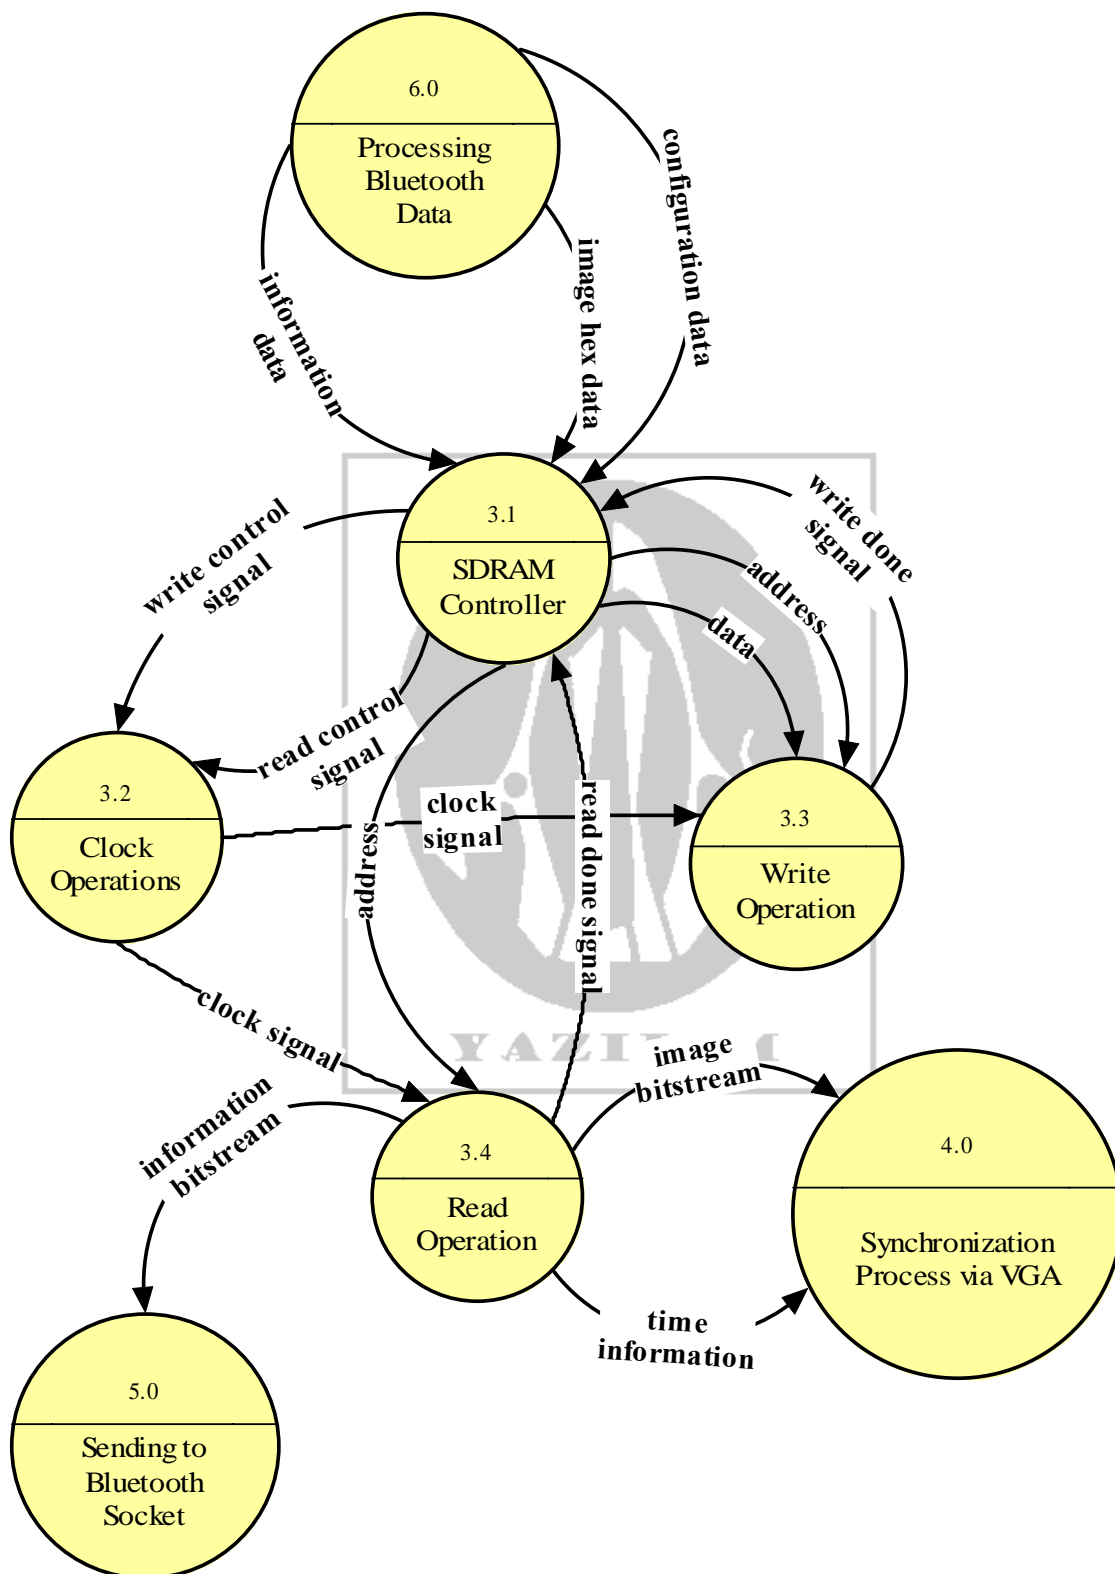 6.0
Processing
Bluetooth
Data
configuration data
image hex data
information
data
3.1
SDRAM
Controller
write control
signal
write done
signal
address
data
read control
signal
3.2
Clock
Operations
clock
signal
read done signal
address
3.3
Write
Operation
clock signal
image
bitstream
information
bitstream
3.4
Read
Operation
4.0
Synchronization
Process via VGA
time
information
5.0
Sending to
Bluetooth
Socket